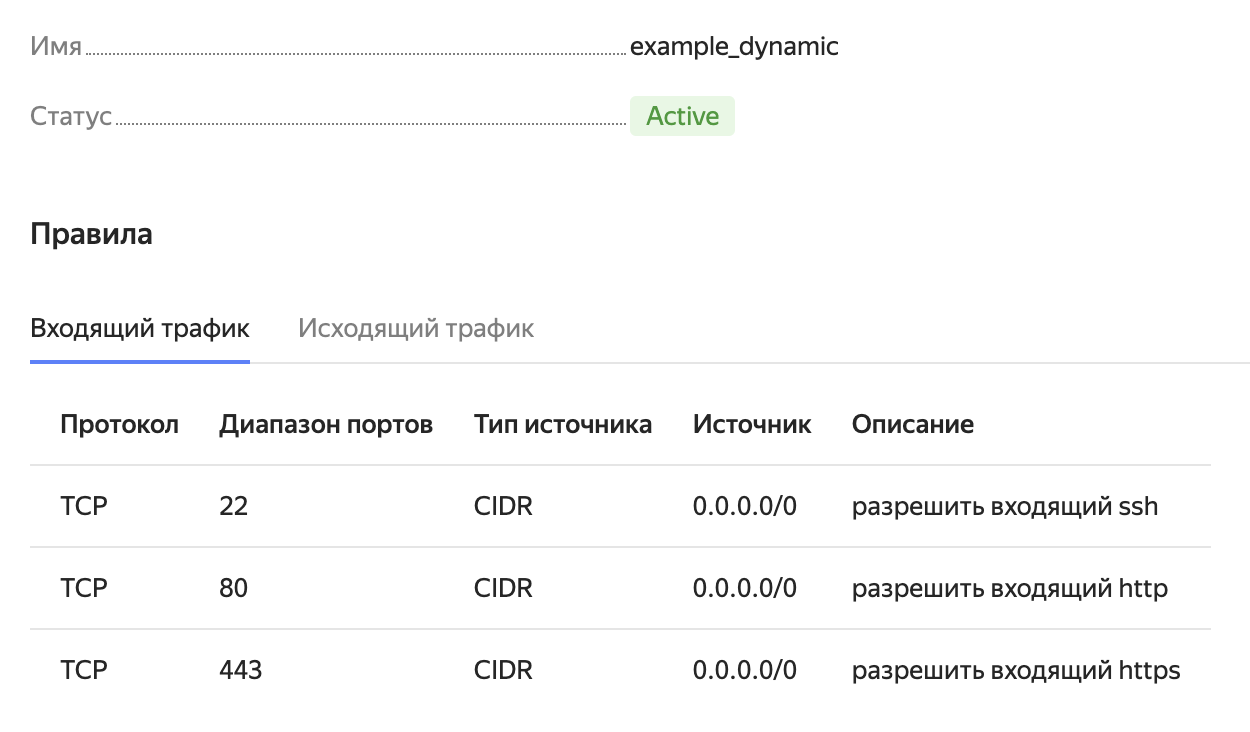 Имя example_dynamic
Статус Active
Правила
Входящий трафик Исходящий трафик
Протокол Диапазон портов Тип источника Источник Описание
TCP 22 CIDR 0.0.0.0/0 разрешить входящий ssh
TCP 80 CIDR 0.0.0.0/0 разрешить входящий http
TCP 443 CIDR 0.0.0.0/0 разрешить входящий https